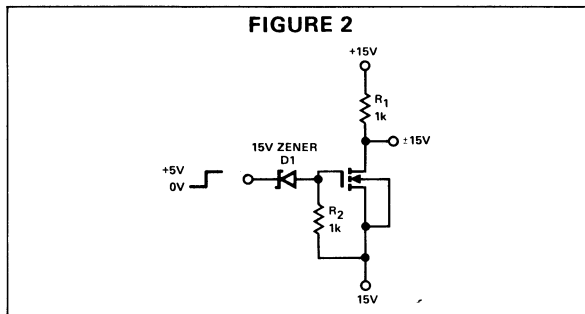 FIGURE 2
+15V
R1
1k
±15V
15V ZENER
D1
+5V
0V
R2
1k
15V